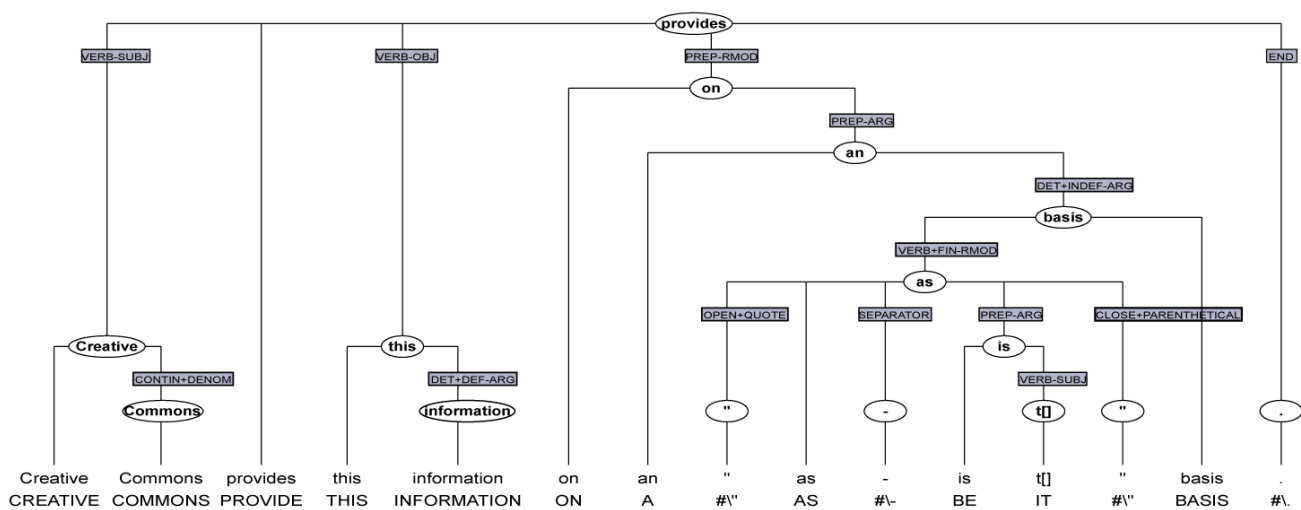 provides
VERB-SUBJ VERB-OBJ PREP-RMOD END
on
PREP-ARG
an
DET+INDEF-ARG
basis
VERB+FIN-RMOD
as
OPEN+QUOTE SEPARATOR PREP-ARG CLOSE+PARENTHETICAL
Creative this is
CONTIN+DENOM DET+DEF-ARG VERB-SUBJ
Commons information " - t[] " .
Creative Commons provides this information on an " as - is t[] " basis .
CREATIVE COMMONS PROVIDE THIS INFORMATION ON A #\" AS #\- BE IT #\" BASIS #\.